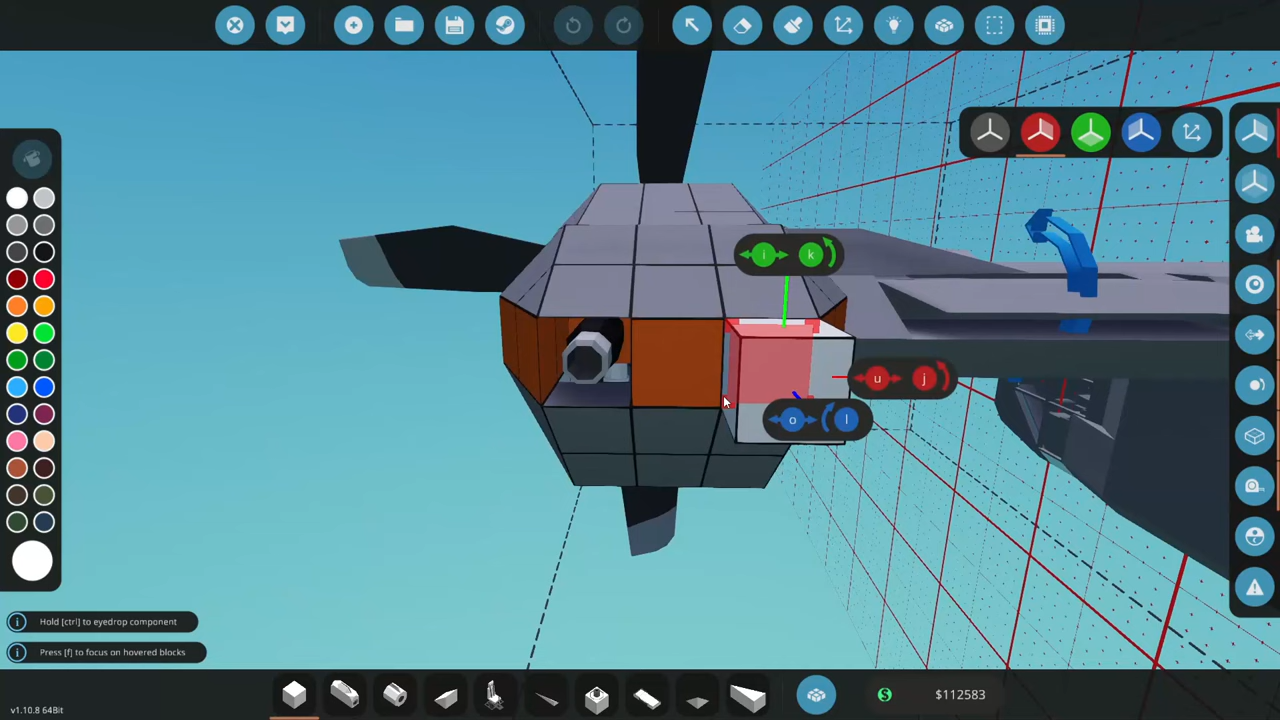 i k
u j
o l
Hold [ctrl] to eyedrop component
Press [f] to focus on hovered blocks
$ $112583
v1.10.8 64Bit